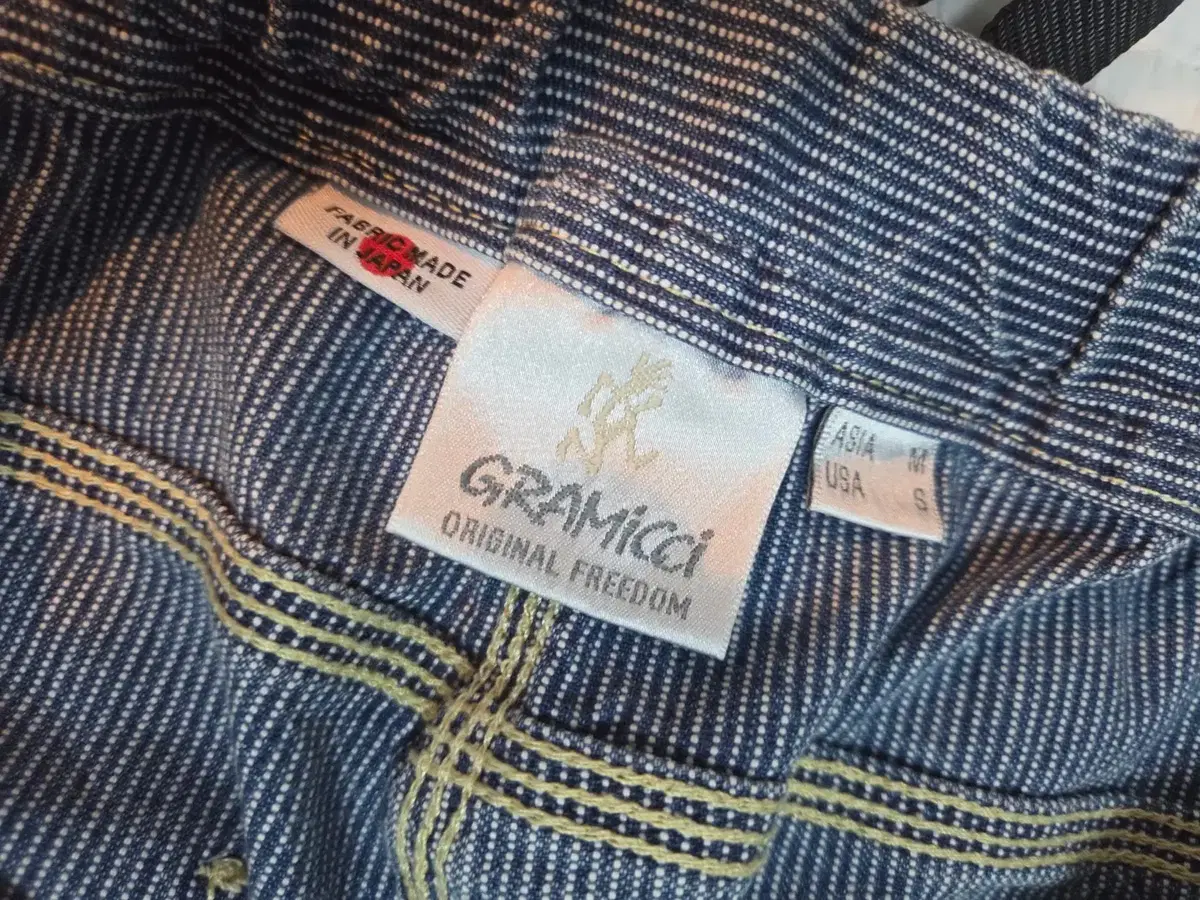 FABRIC MADE
IN JAPAN
GRAMiCCi
ORIGINAL FREEDOM
ASIA M
USA S